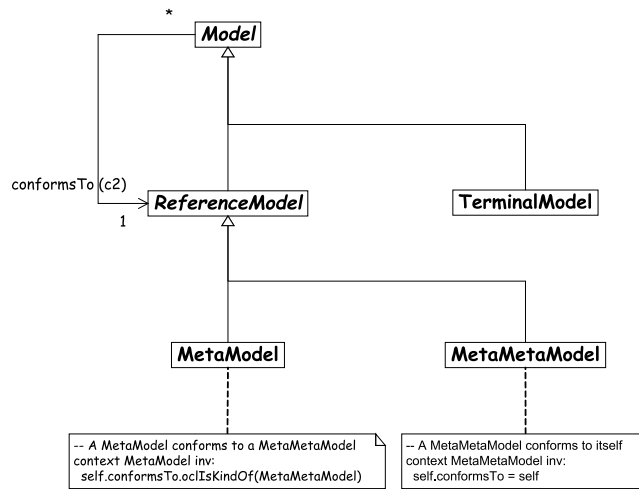 *
Model
conformsTo (c2)
ReferenceModel
TerminalModel
1
MetaModel
MetaMetaModel
-- A MetaModel conforms to a MetaMetaModel
context MetaModel inv:
self.conformsTo.oclIsKindOf(MetaMetaModel)
-- A MetaMetaModel conforms to itself
context MetaMetaModel inv:
self.conformsTo = self